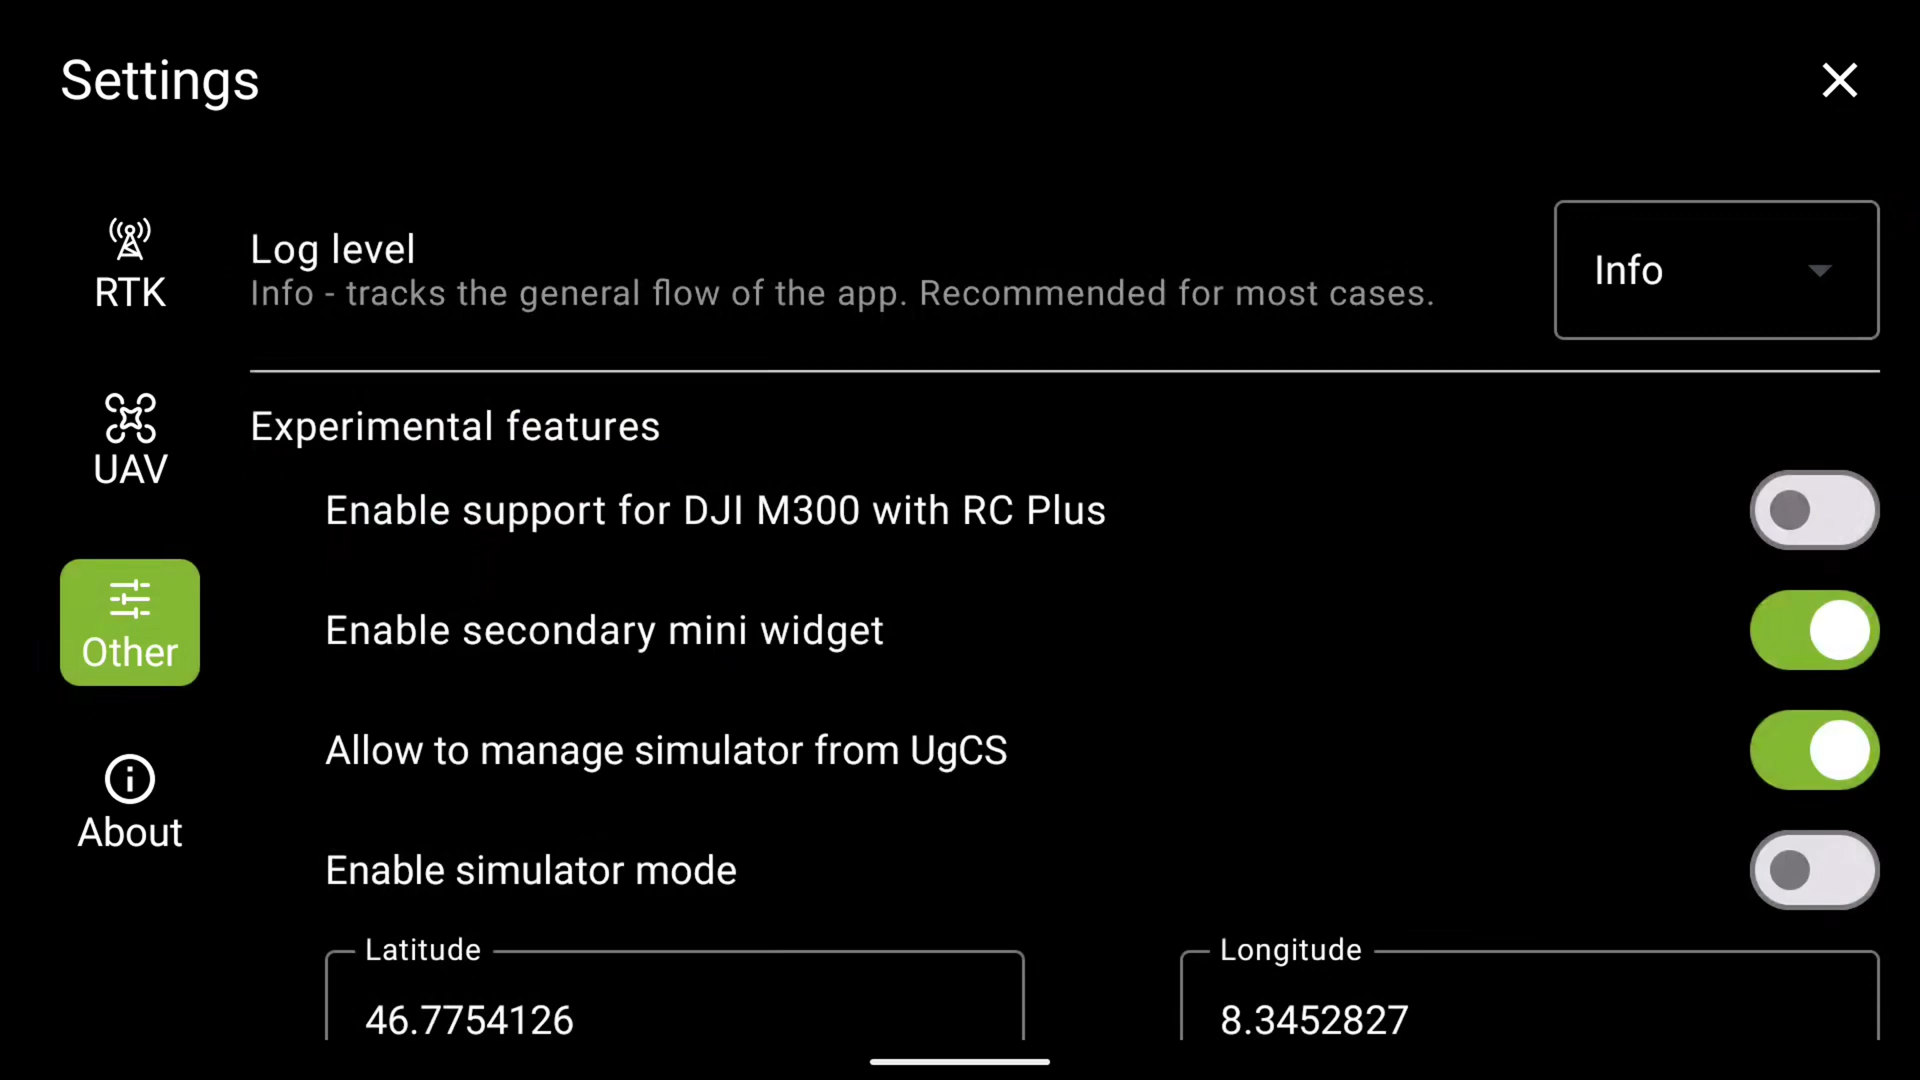 Settings
RTK
UAV
Other
About
Log level
Info - tracks the general flow of the app. Recommended for most cases.
Info
Experimental features
Enable support for DJI M300 with RC Plus
Enable secondary mini widget
Allow to manage simulator from UgCS
Enable simulator mode
Latitude
46.7754126
Longitude
8.3452827